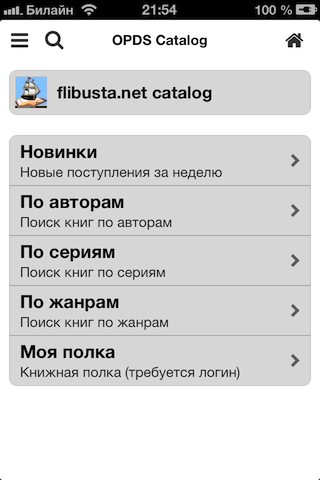 Билайн 21:54 100 %
OPDS Catalog
flibusta.net catalog
Новинки
Новые поступления за неделю
По авторам
Поиск книг по авторам
По сериям
Поиск книг по сериям
По жанрам
Поиск книг по жанрам
Моя полка
Книжная полка (требуется логин)